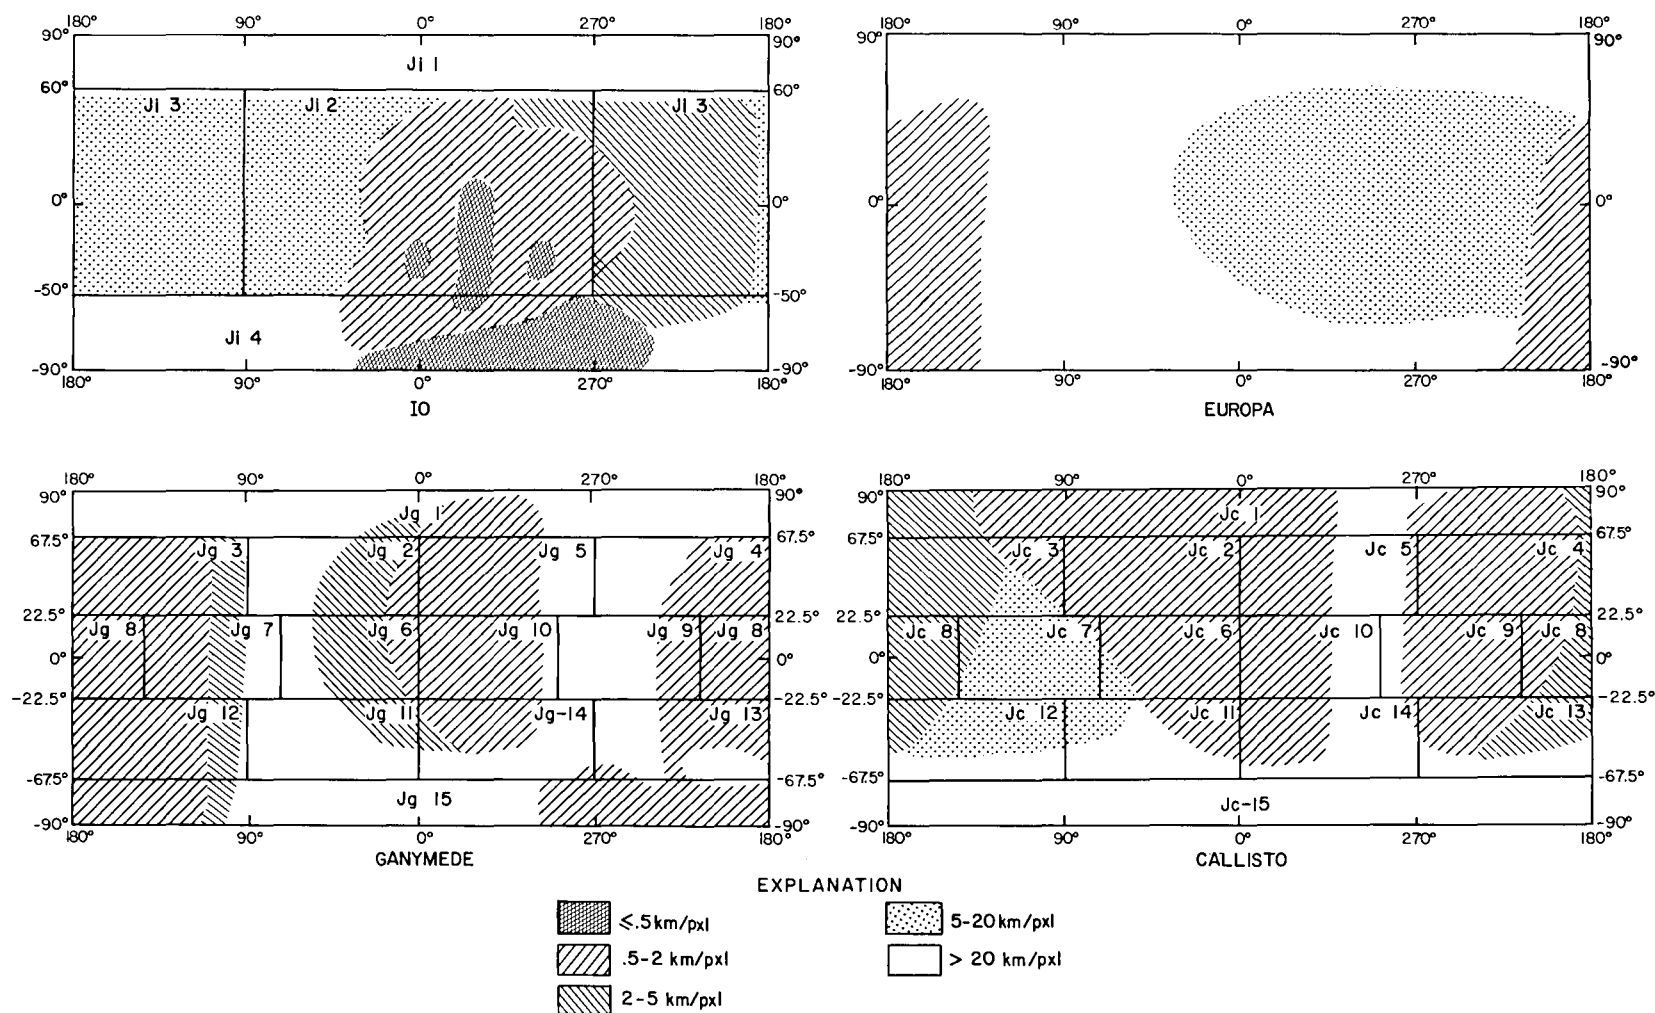 180° 90° 0° 270° 180°
90° 90°
Ji 1
60° 60°
Ji 3 Ji 2 Ji 3
0° 0°
-50° -50°
Ji 4
-90° -90°
180° 90° 0° 270° 180°
IO
180° 90° 0° 270° 180°
90° 90°
0° 0°
-90° -90°
180° 90° 0° 270° 180°
EUROPA
180° 90° 0° 270° 180°
90° 90°
Jg 1
67.5° 67.5°
Jg 3 Jg 2 Jg 5 Jg 4
22.5° 22.5°
Jg 8 Jg 7 Jg 6 Jg 10 Jg 9 Jg 8
0° 0°
-22.5° -22.5°
Jg 12 Jg 11 Jg-14 Jg 13
-67.5° -67.5°
Jg 15
-90° -90°
180° 90° 0° 270° 180°
GANYMEDE
180° 90° 0° 270° 180°
90° 90°
Jc 1
67.5° 67.5°
Jc 3 Jc 2 Jc 5 Jc 4
22.5° 22.5°
Jc 8 Jc 7 Jc 6 Jc 10 Jc 9 Jc 8
0° 0°
-22.5° -22.5°
Jc 12 Jc 11 Jc 14 Jc 13
-67.5° -67.5°
Jc-15
-90° -90°
180° 90° 0° 270° 180°
CALLISTO
EXPLANATION
≤.5km/pxl
.5-2 km/pxl
2-5 km/pxl
5-20km/pxl
> 20 km/pxl